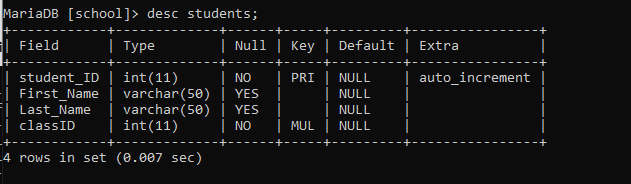 MariaDB [school]> desc students;
+------------+-------------+------+-----+---------+----------------+
| Field      | Type        | Null | Key | Default | Extra          |
+------------+-------------+------+-----+---------+----------------+
| student_ID | int(11)     | NO   | PRI | NULL    | auto_increment |
| First_Name | varchar(50) | YES  |     | NULL    |                |
| Last_Name  | varchar(50) | YES  |     | NULL    |                |
| classID    | int(11)     | NO   | MUL | NULL    |                |
+------------+-------------+------+-----+---------+----------------+
4 rows in set (0.007 sec)